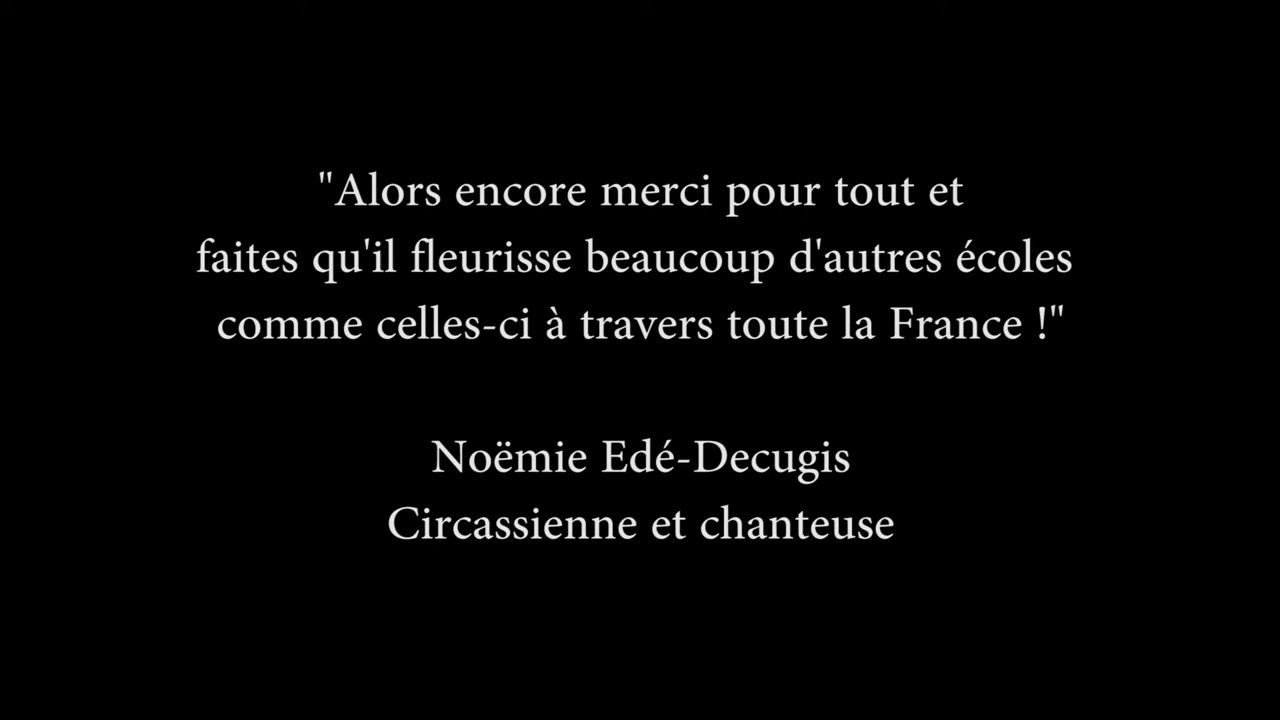 "Alors encore merci pour tout et
faites qu'il fleurisse beaucoup d'autres écoles
comme celles-ci à travers toute la France !"
Noëmie Edé-Decugis
Circassienne et chanteuse